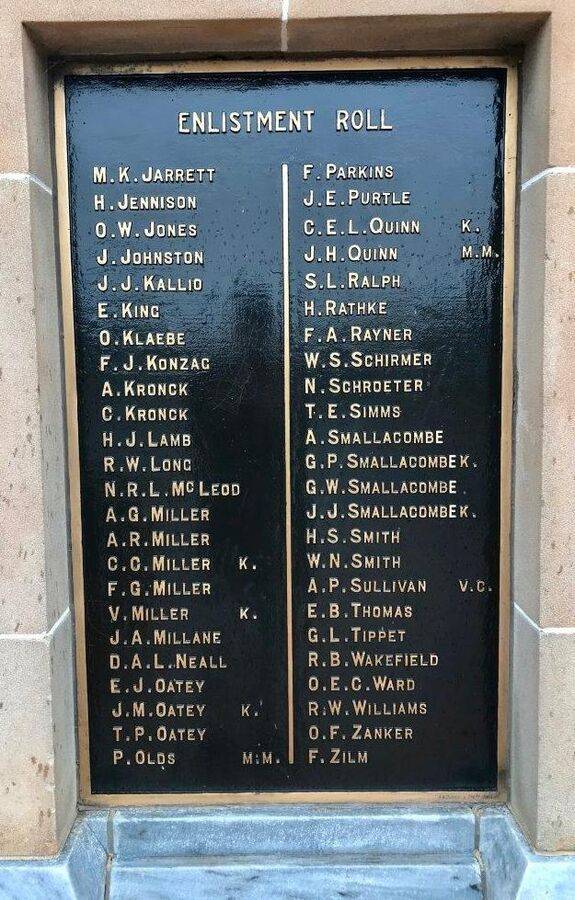 ENLISTMENT ROLL
M.K.JARRETT
H.JENNISON
O.W.JONES
J.JOHNSTON
J.J.KALLIO
E.KING
O.KLAEBE
F.J.KONZAG
A.KRONCK
C.KRONCK
H.J.LAMB
R.W.LONG
N.R.L.MCLEOD
A.G.MILLER
A.R.MILLER
C.C.MILLER K.
F.G.MILLER
V.MILLER K.
J.A.MILLANE
D.A.L.NEALL
E.J.OATEY
J.M.OATEY K.
T.P.OATEY
P.OLDS M.M.
F.PARKINS
J.E.PURTLE
C.E.L.QUINN K.
J.H.QUINN M.M.
S.L.RALPH
H.RATHKE
F.A.RAYNER
W.S.SCHIRMER
N.SCHROETER
T.E.SIMMS
A.SMALLACOMBE
G.P.SMALLACOMBE K.
G.W.SMALLACOMBE
J.J.SMALLACOMBE K.
H.S.SMITH
W.N.SMITH
A.P.SULLIVAN V.C.
E.B.THOMAS
G.L.TIPPET
R.B.WAKEFIELD
O.E.C.WARD
R.W.WILLIAMS
O.F.ZANKER
F.ZILM